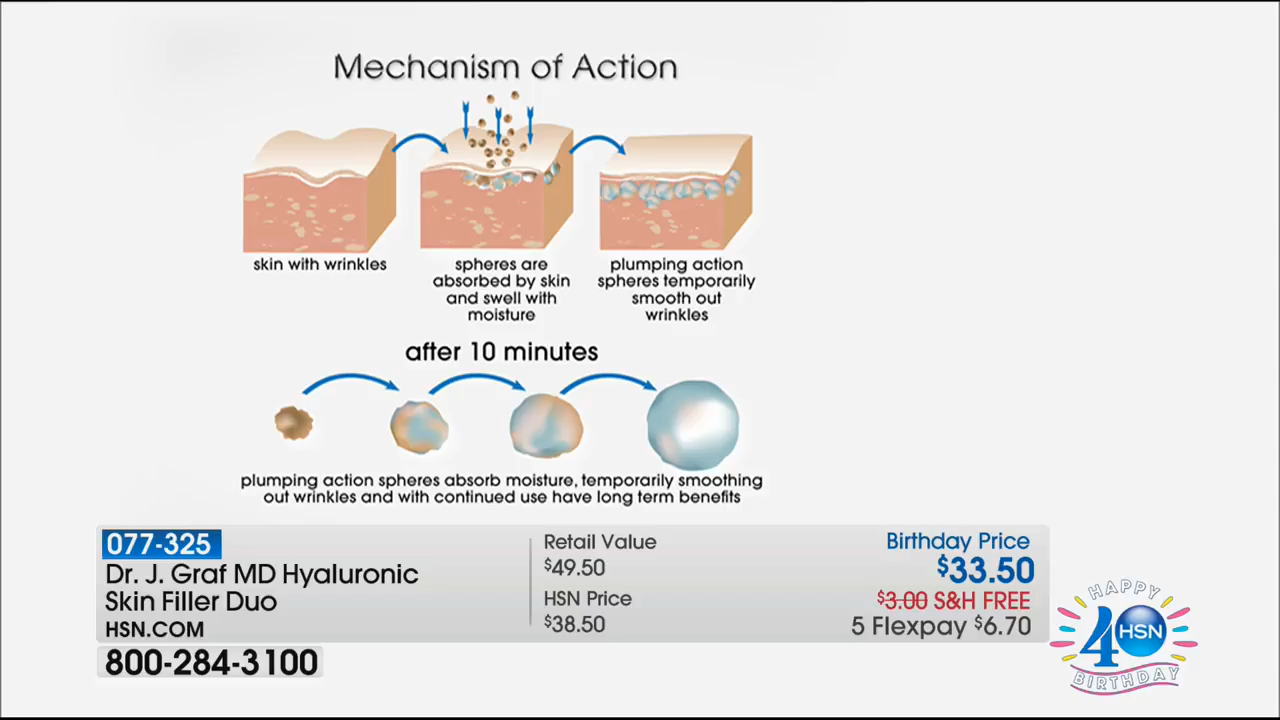 Mechanism of Action
skin with wrinkles
spheres are
absorbed by skin
and swell with
moisture
plumping action
spheres temporarily
smooth out
wrinkles
after 10 minutes
plumping action spheres absorb moisture, temporarily smoothing
out wrinkles and with continued use have long term benefits
077-325
Dr. J. Graf MD Hyaluronic
Skin Filler Duo
HSN.COM
800-284-3100
Retail Value
$49.50
HSN Price
$38.50
Birthday Price
$33.50
$3.00 S&H FREE
5 Flexpay $6.70
HAPPY
40 HSN
BIRTHDAY